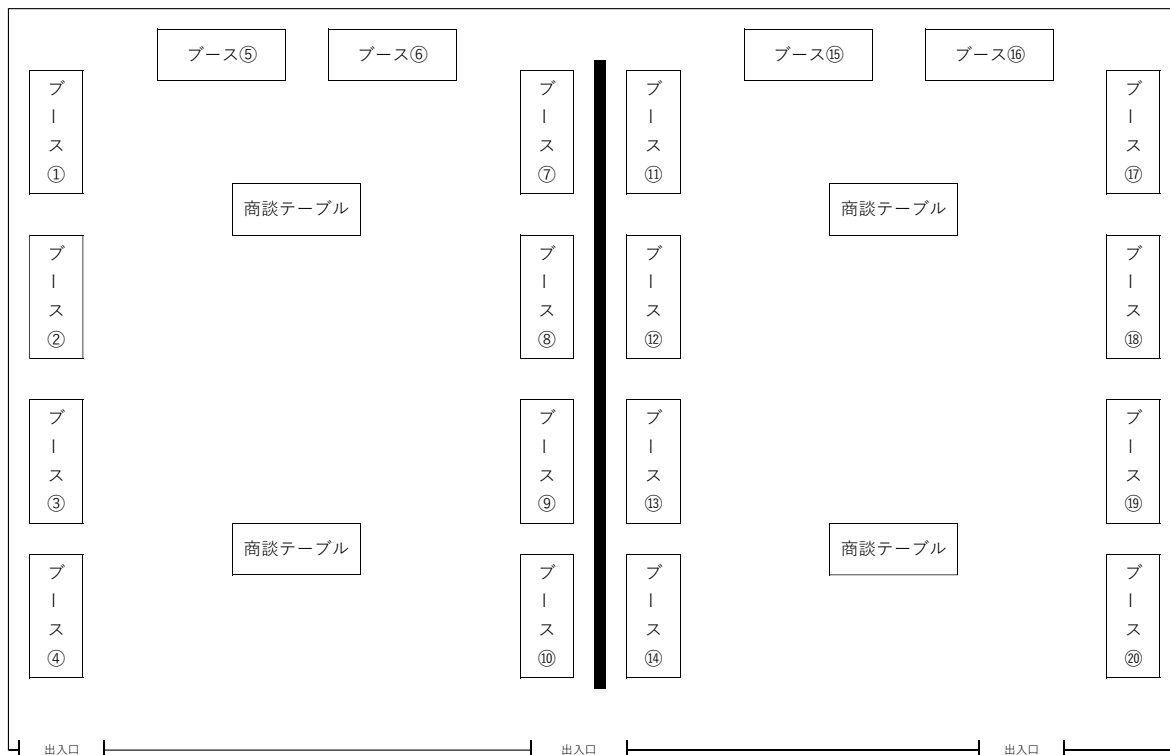 ブース⑤
ブース⑥
ブース⑮
ブース⑯
ブース①
ブース⑦
ブース⑪
ブース⑰
商談テーブル
商談テーブル
ブース②
ブース⑧
ブース⑫
ブース⑱
ブース③
ブース⑨
ブース⑬
ブース⑲
商談テーブル
商談テーブル
ブース④
ブース⑩
ブース⑭
ブース⑳
出入口
出入口
出入口